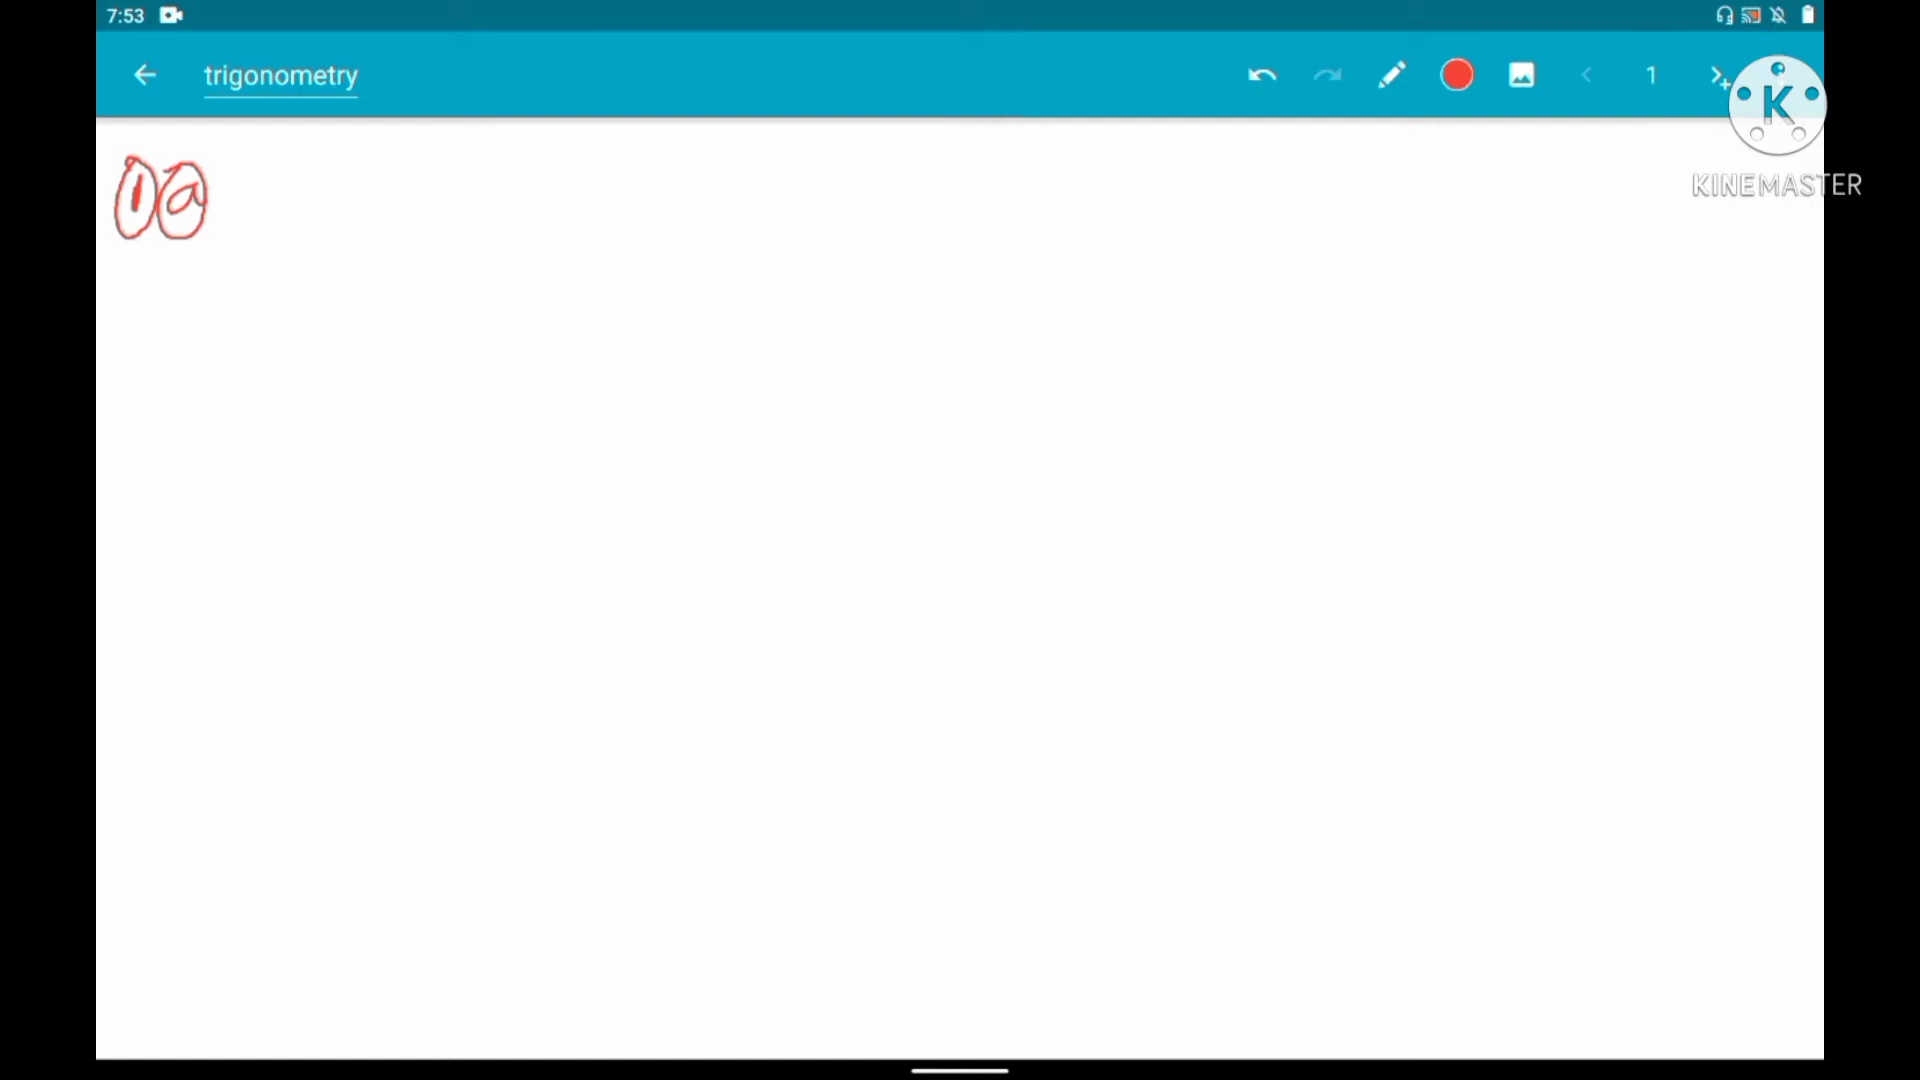 7:53
trigonometry
1
K
KINEMASTER
1 a